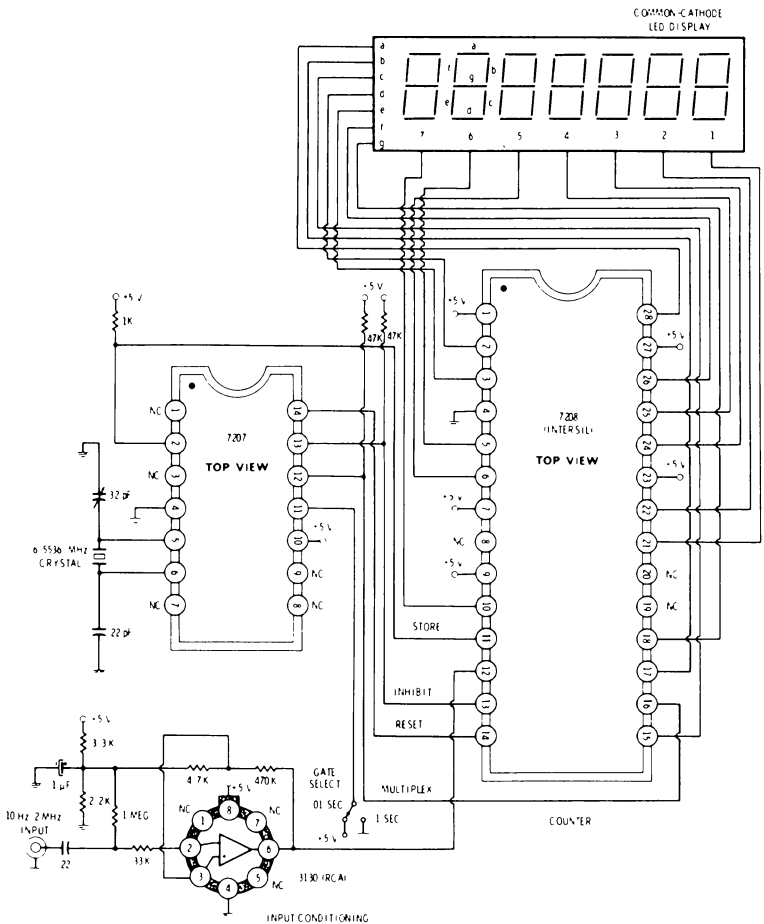 COMMON-CATHODE
LED DISPLAY
a
b
c
d
e
f
g
a
f
b
g
e
c
d
7
6
5
4
3
2
1
+5 V
1K
+5 V
47K
47K
NC
1
2
NC
3
4
5
6
NC
7
7207
TOP VIEW
14
13
12
11
10
+5 V
9
NC
8
NC
32 pF
6 5536 MHz
CRYSTAL
22 pF
+5 V
1
2
3
4
5
6
+5 V
7
NC
8
+5 V
9
10
STORE
11
12
INHIBIT
13
RESET
14
7208
(INTERSIL)
TOP VIEW
28
+5 V
27
26
25
24
+5 V
23
22
21
20
NC
19
NC
18
17
16
15
MULTIPLEX
COUNTER
+5 V
3 3K
1 µF
2.2K
1 MEG
4 7K
470K
10 Hz 2 MHz
INPUT
22
33K
+5 V
NC
1
8
NC
7
2
6
3
5
NC
4
3130 (RCA)
INPUT CONDITIONING
GATE
SELECT
01 SEC
1 SEC
+5 V